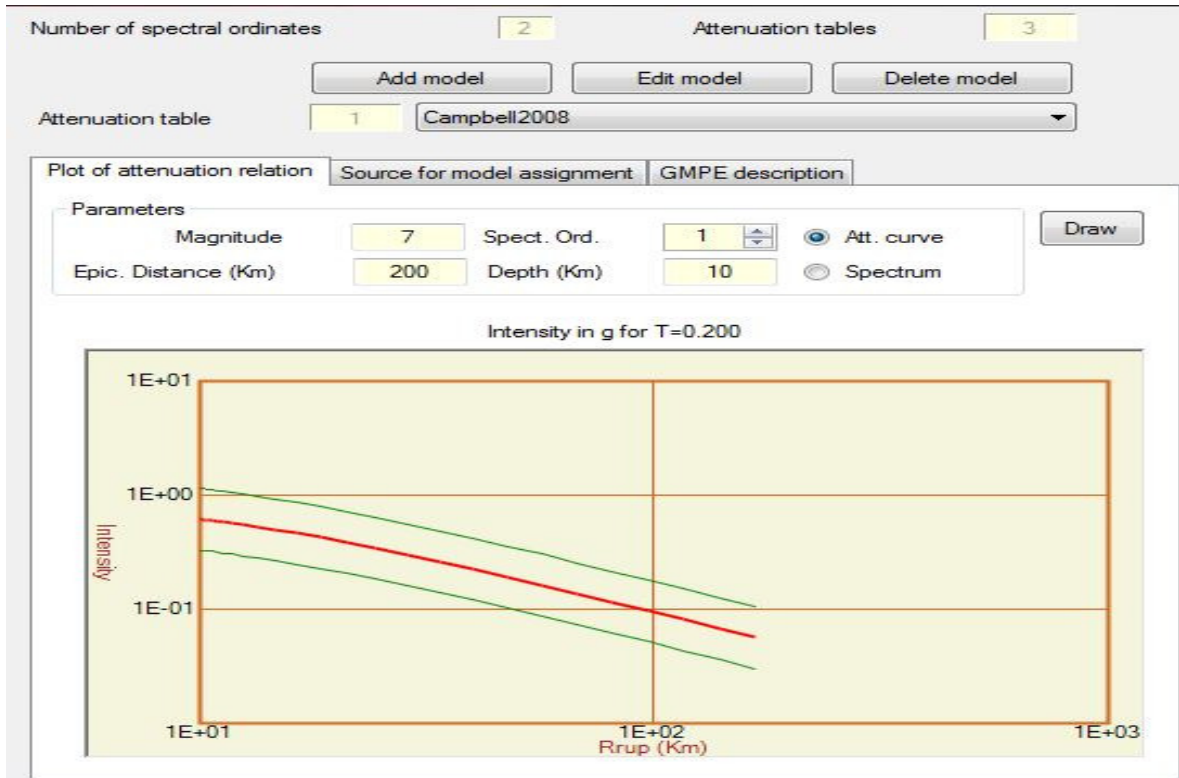 Number of spectral ordinates 2 Attenuation tables 3
Add model Edit model Delete model
Attenuation table 1 Campbell2008
Plot of attenuation relation Source for model assignment GMPE description
Parameters
Magnitude 7 Spect. Ord. 1 Att. curve Draw
Epic. Distance (Km) 200 Depth (Km) 10 Spectrum
Intensity in g for T=0.200
1E+01
1E+00
Intensity
1E-01
1E+01 1E+02 1E+03
Rrup (Km)